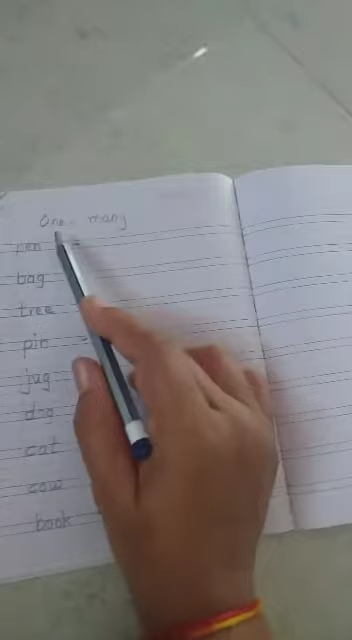 One - many
pen =
bag
tree
pin -
jug
dog
cat
cow
book